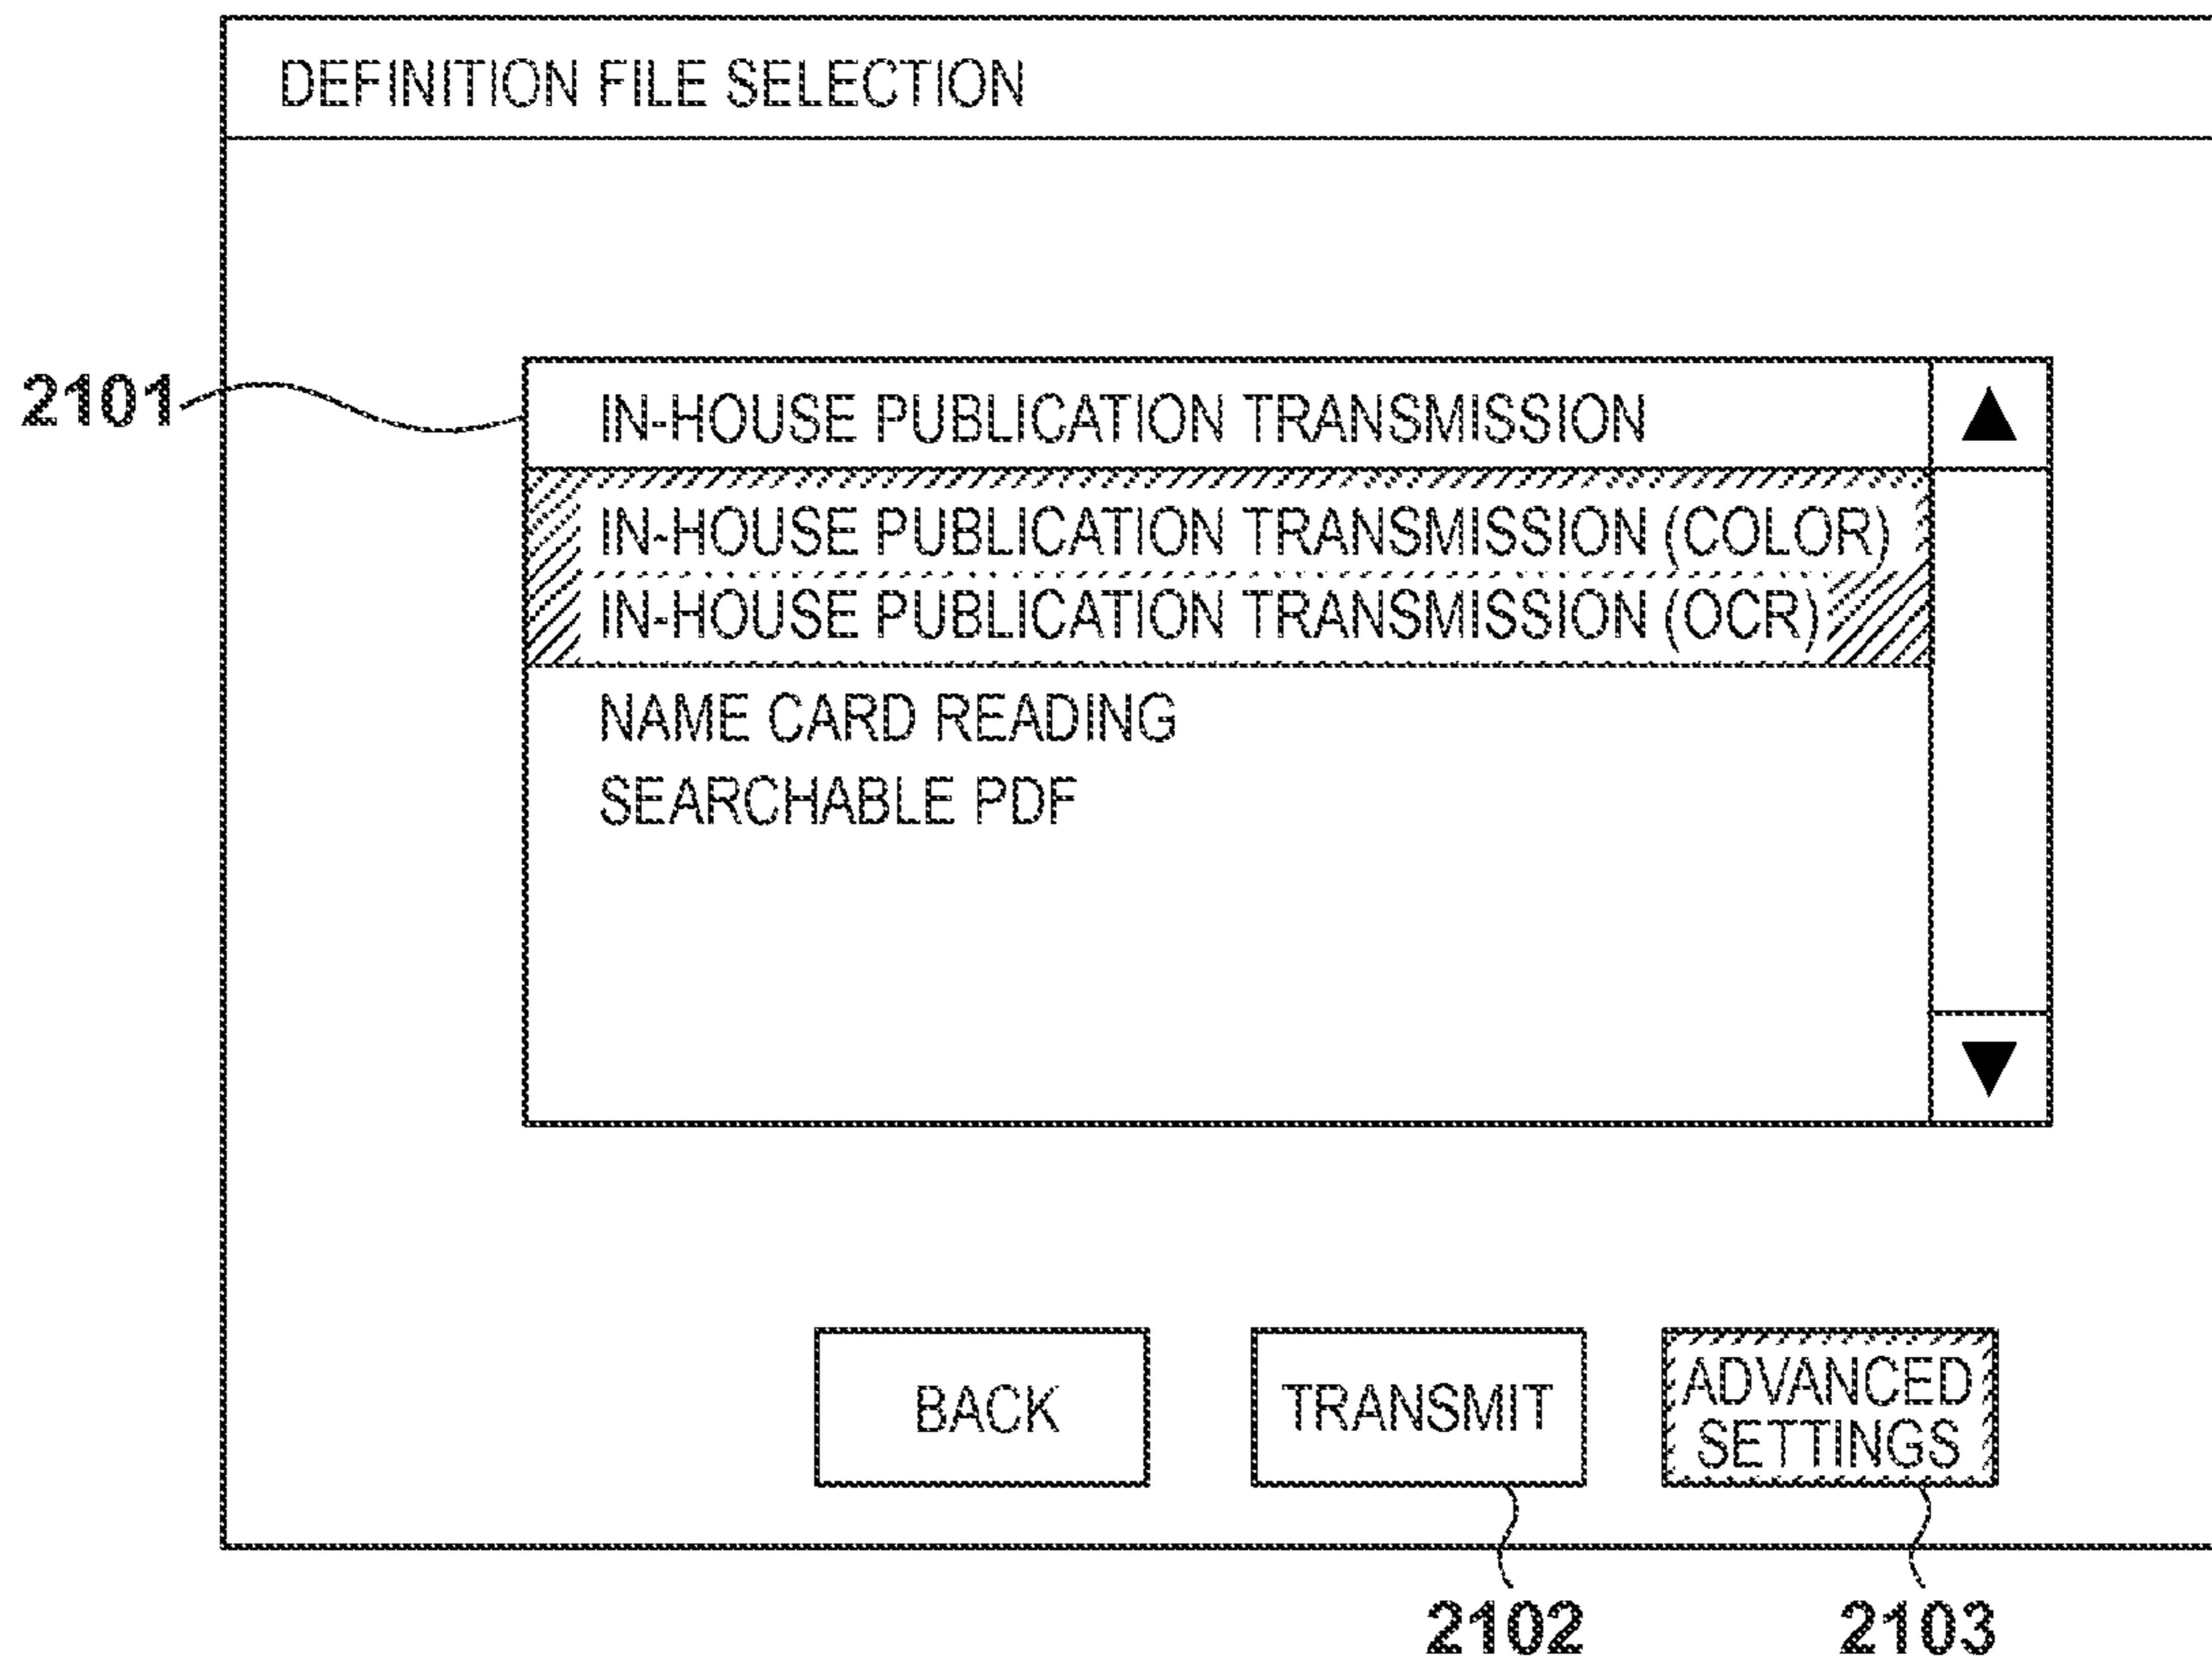 DEFINITION FILE SELECTION
2101
IN-HOUSE PUBLICATION TRANSMISSION
IN-HOUSE PUBLICATION TRANSMISSION (COLOR)
IN-HOUSE PUBLICATION TRANSMISSION (OCR)
NAME CARD READING
SEARCHABLE PDF
BACK
TRANSMIT
ADVANCED
SETTINGS
2102
2103